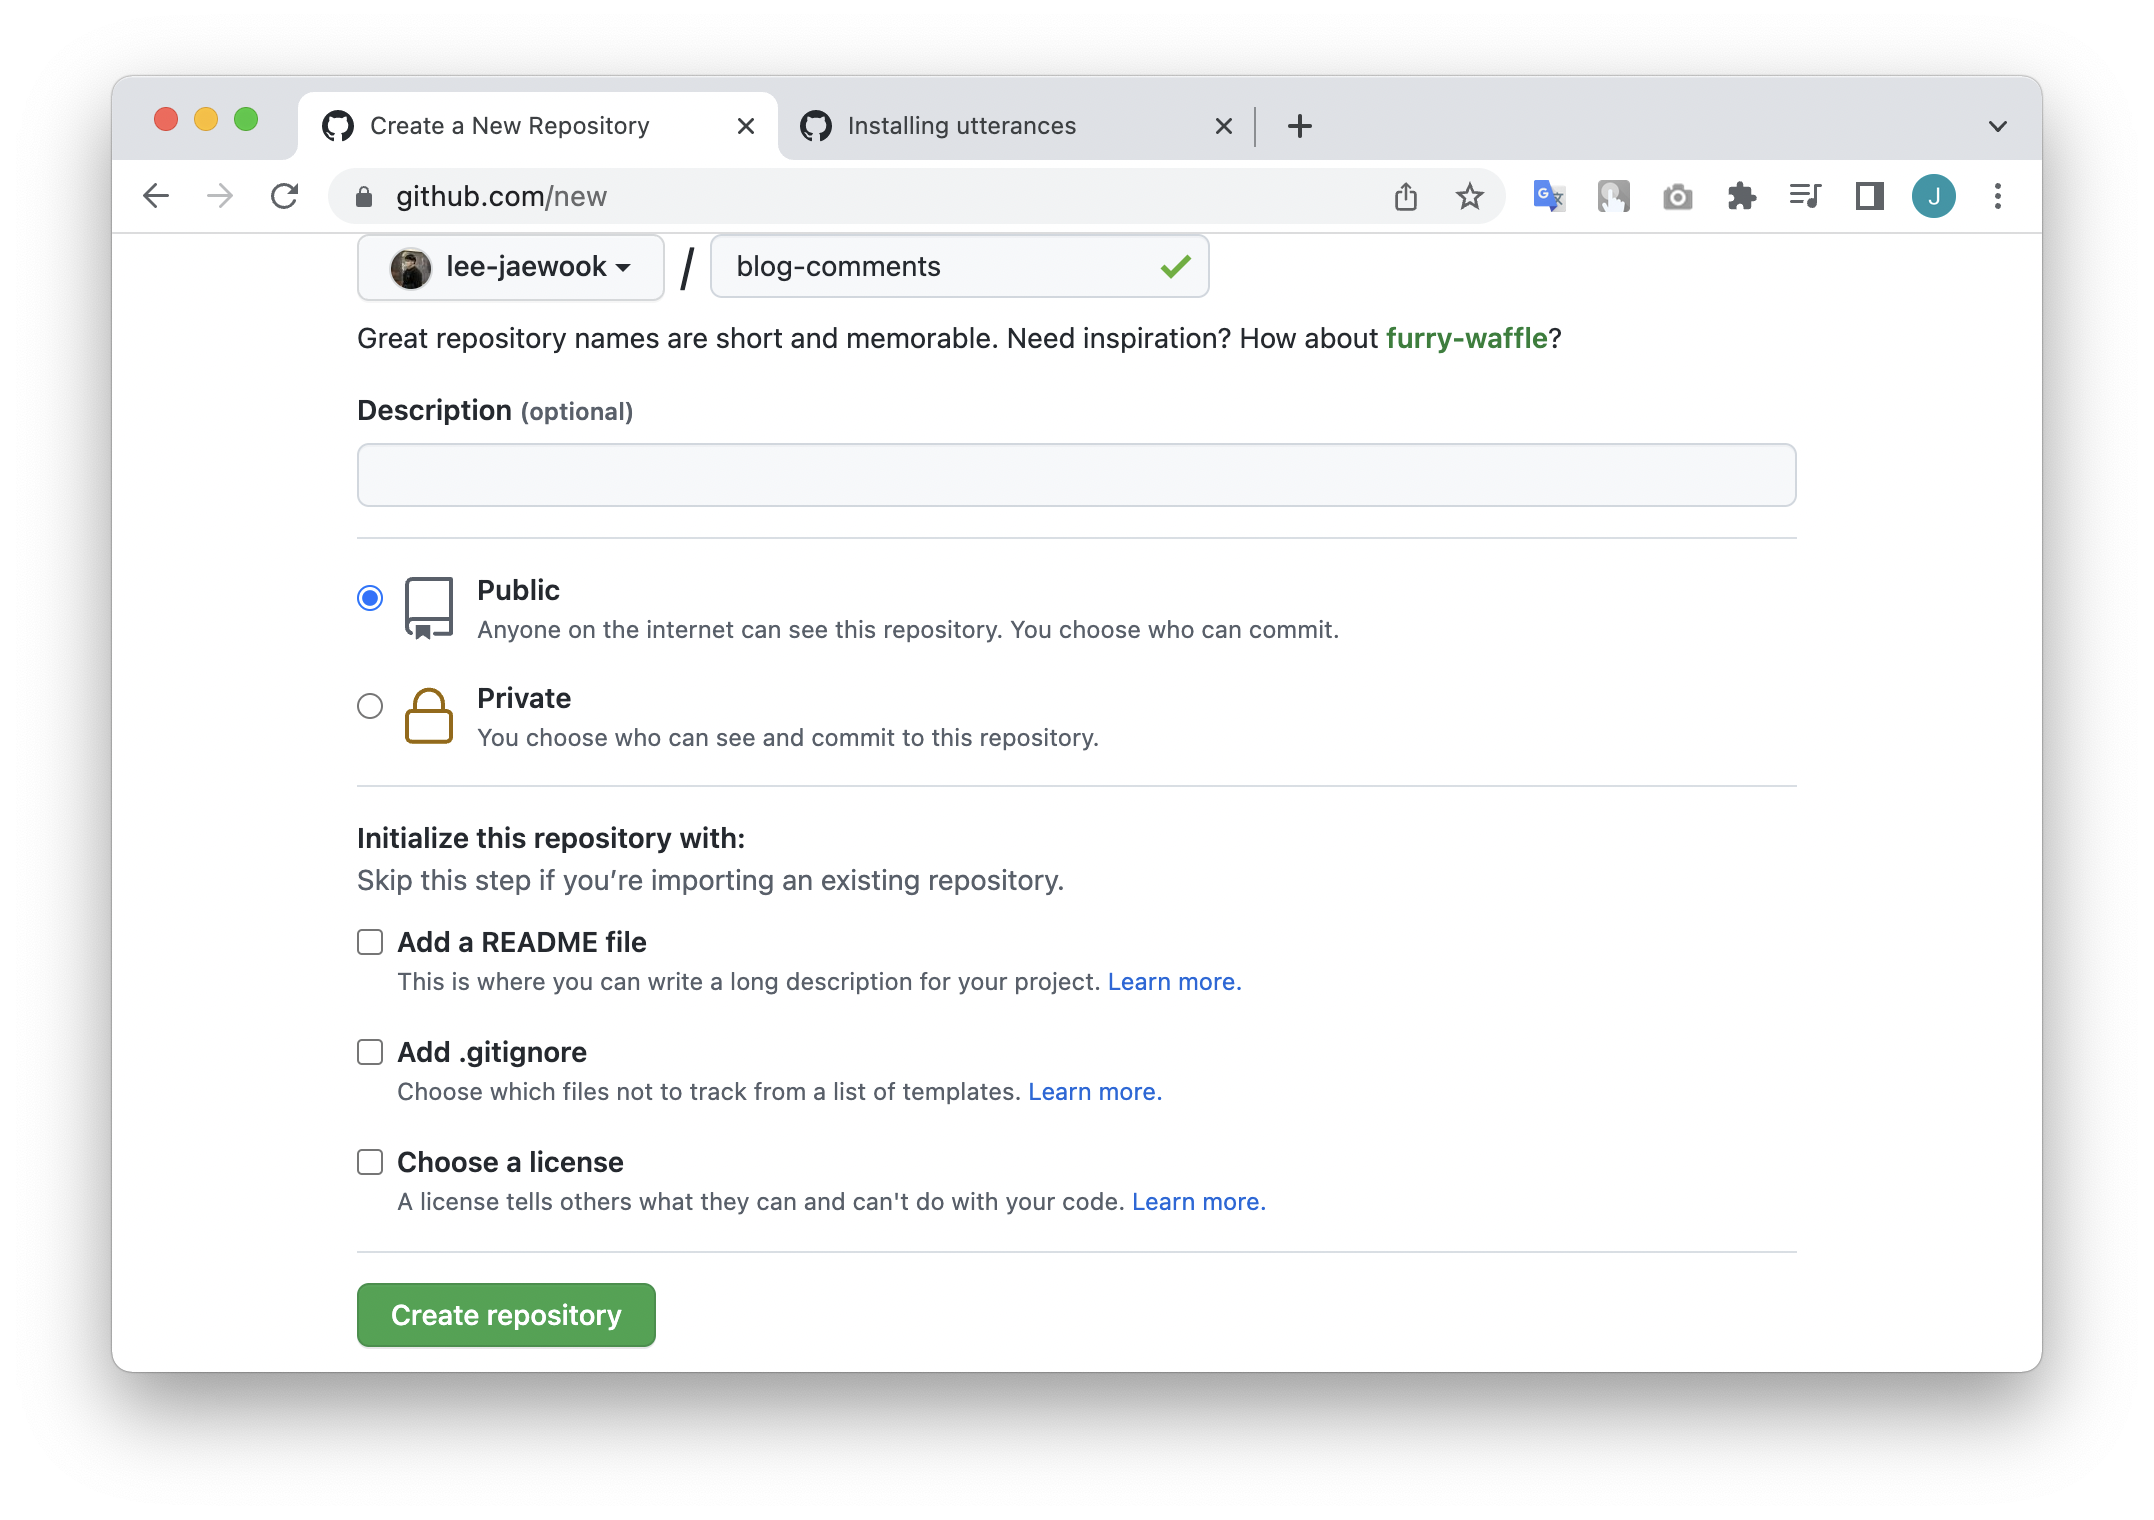 Create a New Repository
Installing utterances
github.com/new
J
lee-jaewook / blog-comments
Great repository names are short and memorable. Need inspiration? How about furry-waffle?
Description (optional)
Public
Anyone on the internet can see this repository. You choose who can commit.
Private
You choose who can see and commit to this repository.
Initialize this repository with:
Skip this step if you’re importing an existing repository.
Add a README file
This is where you can write a long description for your project. Learn more.
Add .gitignore
Choose which files not to track from a list of templates. Learn more.
Choose a license
A license tells others what they can and can't do with your code. Learn more.
Create repository